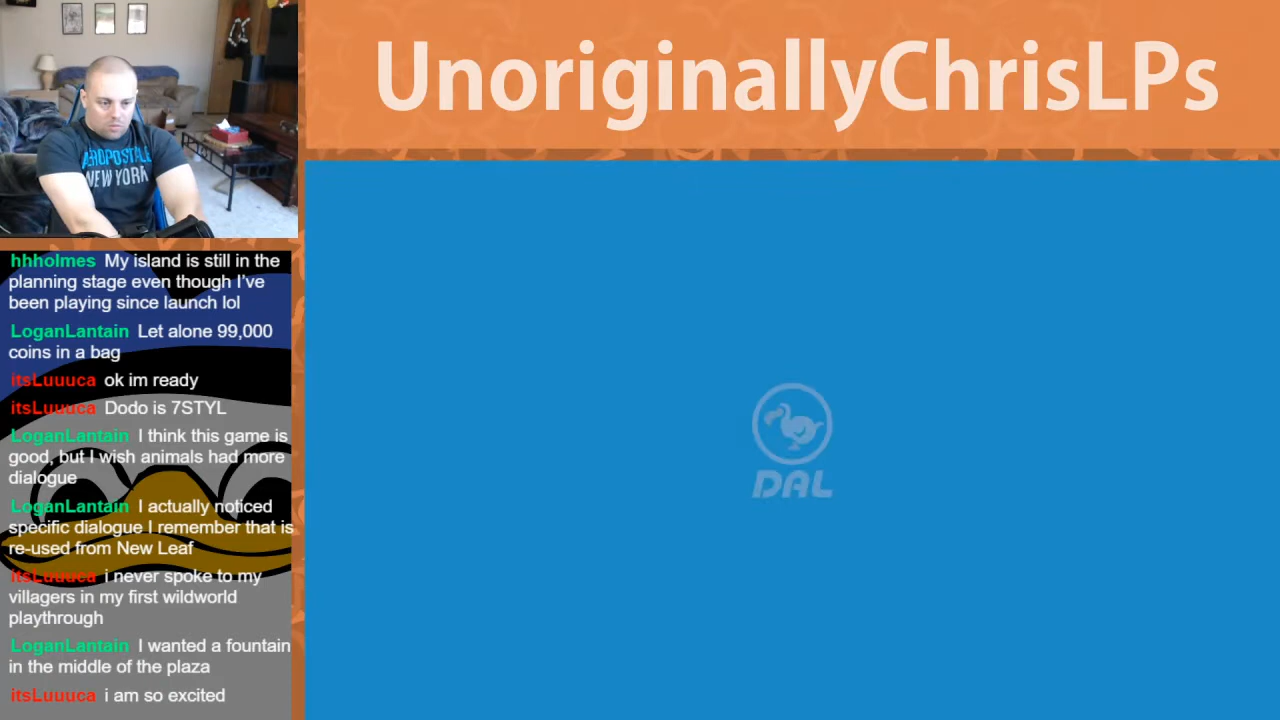 UnoriginallyChrisLPs
AEROPOSTALE
NEW YORK
hhholmes My island is still in the
planning stage even though I've
been playing since launch lol
LoganLantain Let alone 99,000
coins in a bag
itsLuuuca ok im ready
itsLuuuca Dodo is 7STYL
LoganLantain I think this game is
good, but I wish animals had more
dialogue
LoganLantain I actually noticed
specific dialogue I remember that is
re-used from New Leaf
itsLuuuca i never spoke to my
villagers in my first wildworld
playthrough
LoganLantain I wanted a fountain
in the middle of the plaza
itsLuuuca i am so excited
DAL